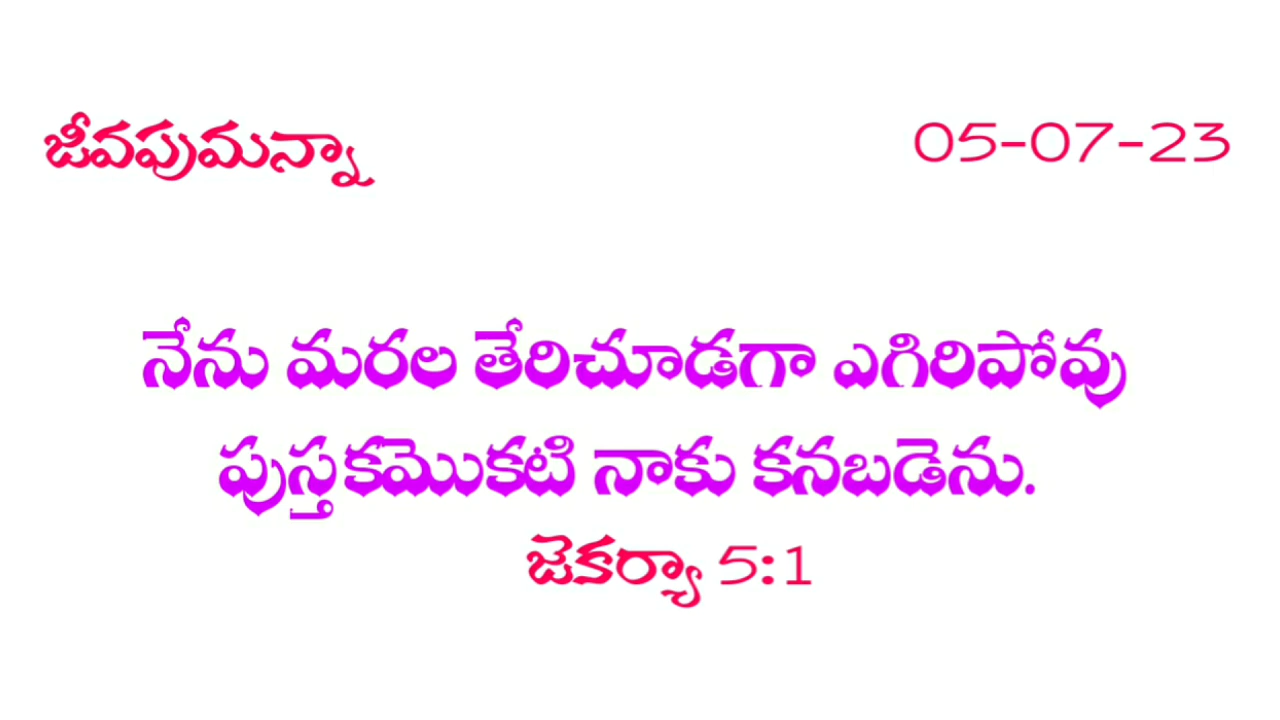 జీవపుమన్నా 05-07-23
నేను మరల తేరిచూడగా ఎగిరిపోవు
పుస్తకమొకటి నాకు కనబడెను.
జెకర్యా 5:1